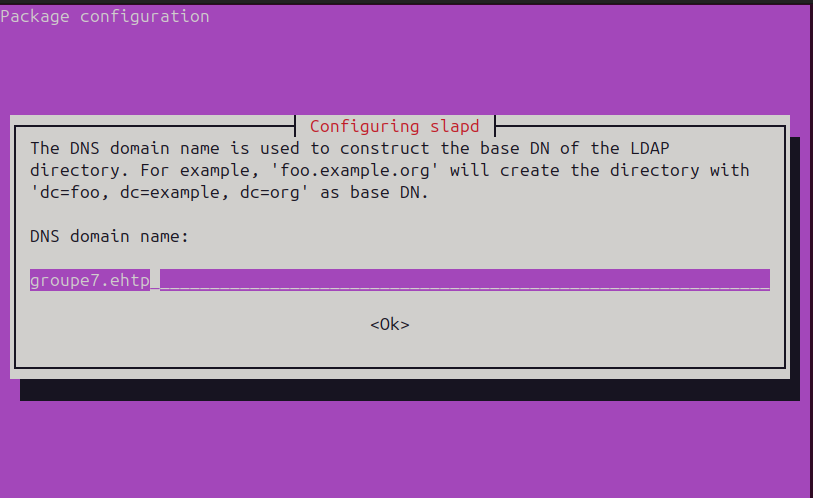 Package configuration
Configuring slapd
The DNS domain name is used to construct the base DN of the LDAP
directory. For example, 'foo.example.org' will create the directory with
'dc=foo, dc=example, dc=org' as base DN.
DNS domain name:
groupe7.ehtp
<Ok>